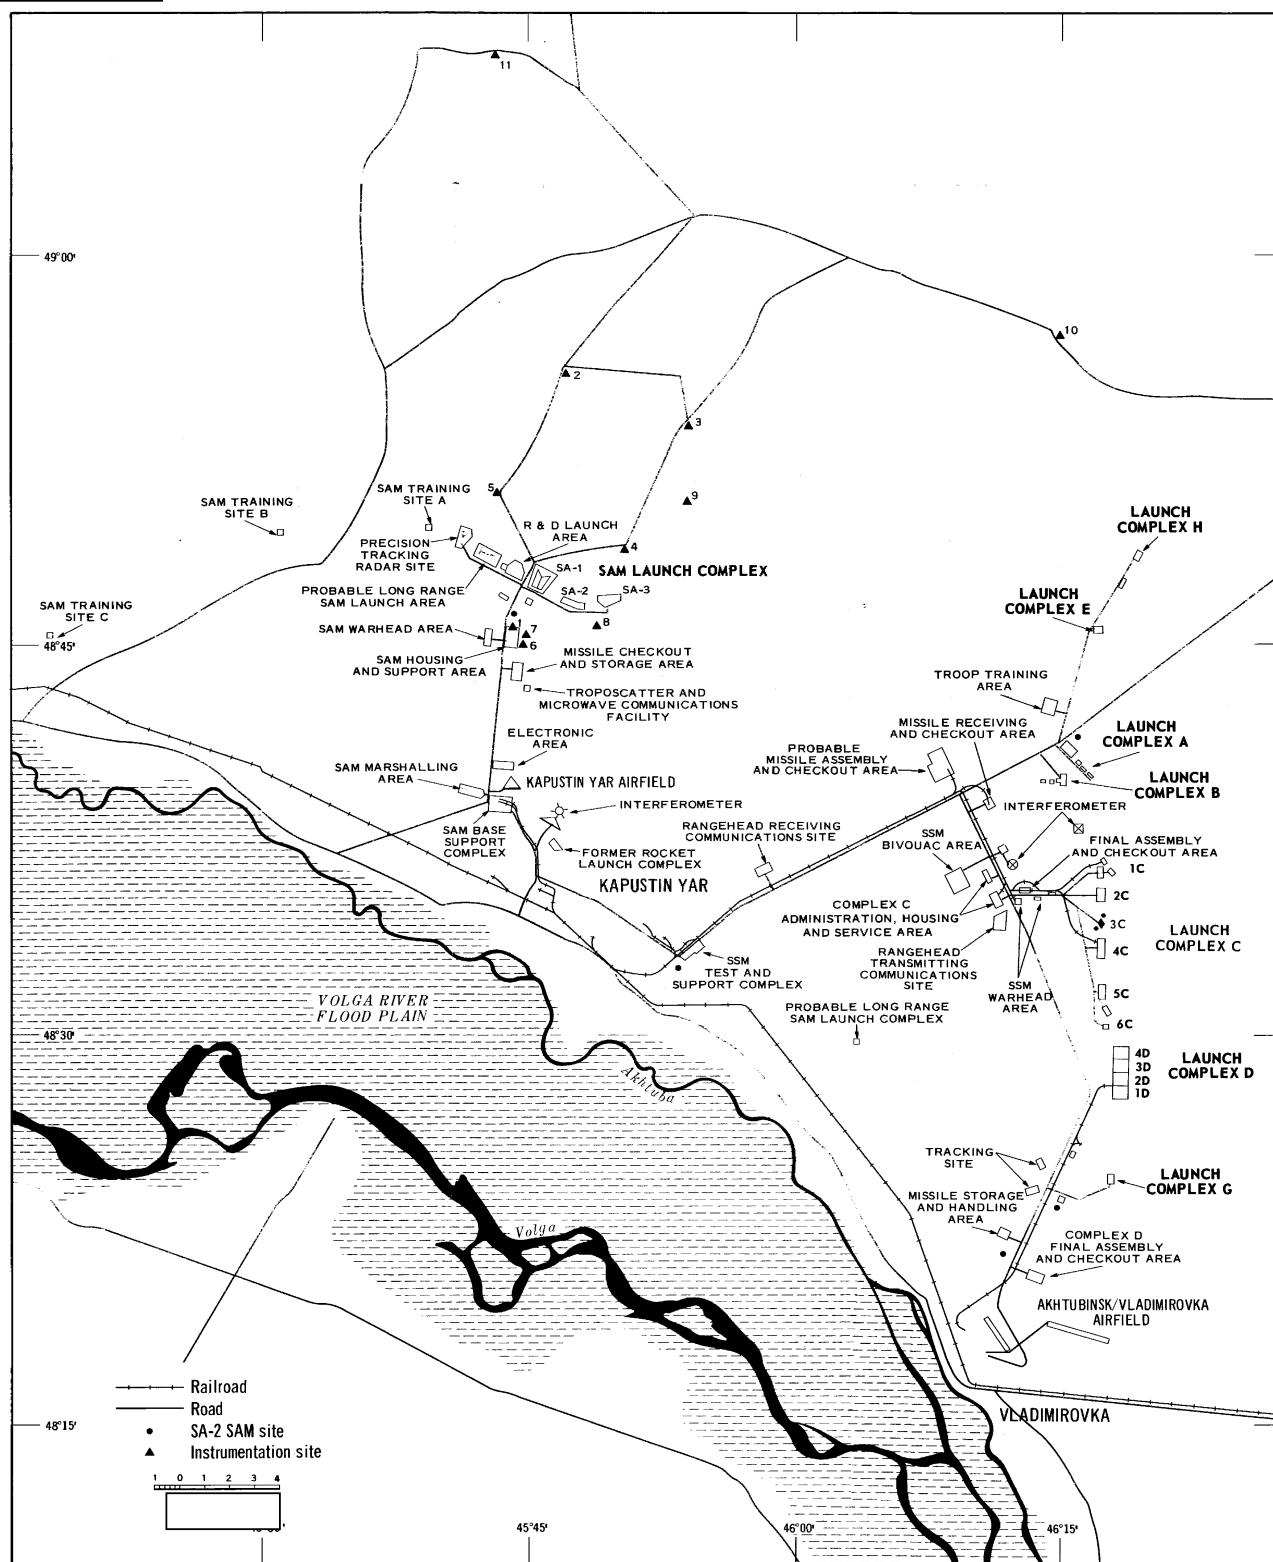 11
49°00'
10
2
3
5
9
SAM TRAINING
SITE A
SAM TRAINING
SITE B
R & D LAUNCH
AREA
PRECISION
TRACKING
RADAR SITE
4
SA-1
SAM LAUNCH COMPLEX
PROBABLE LONG RANGE
SAM LAUNCH AREA
SA-2
SA-3
SAM TRAINING
SITE C
SAM WARHEAD AREA
1
7
8
6
48°45'
SAM HOUSING
AND SUPPORT AREA
MISSILE CHECKOUT
AND STORAGE AREA
TROPOSCATTER AND
MICROWAVE COMMUNICATIONS
FACILITY
ELECTRONIC
AREA
SAM MARSHALLING
AREA
KAPUSTIN YAR AIRFIELD
INTERFEROMETER
SAM BASE
SUPPORT
COMPLEX
FORMER ROCKET
LAUNCH COMPLEX
KAPUSTIN YAR
RANGEHEAD RECEIVING
COMMUNICATIONS SITE
PROBABLE
MISSILE ASSEMBLY
AND CHECKOUT AREA
MISSILE RECEIVING
AND CHECKOUT AREA
TROOP TRAINING
AREA
LAUNCH
COMPLEX H
LAUNCH
COMPLEX E
LAUNCH
COMPLEX A
LAUNCH
COMPLEX B
INTERFEROMETER
SSM
BIVOUAC AREA
FINAL ASSEMBLY
AND CHECKOUT AREA
1C
2C
3C
4C
5C
6C
LAUNCH
COMPLEX C
COMPLEX C
ADMINISTRATION, HOUSING
AND SERVICE AREA
RANGEHEAD
TRANSMITTING
COMMUNICATIONS
SITE
SSM
WARHEAD
AREA
SSM
TEST AND
SUPPORT COMPLEX
PROBABLE LONG RANGE
SAM LAUNCH COMPLEX
VOLGA RIVER
FLOOD PLAIN
48°30'
Akhtuba
4D
3D
2D
1D
LAUNCH
COMPLEX D
TRACKING
SITE
LAUNCH
COMPLEX G
MISSILE STORAGE
AND HANDLING
AREA
Volga
COMPLEX D
FINAL ASSEMBLY
AND CHECKOUT AREA
AKHTUBINSK/VLADIMIROVKA
AIRFIELD
VLADIMIROVKA
Railroad
Road
48°15'
SA-2 SAM site
Instrumentation site
1 0 1 2 3 4
45°45'
46°00'
46°15'